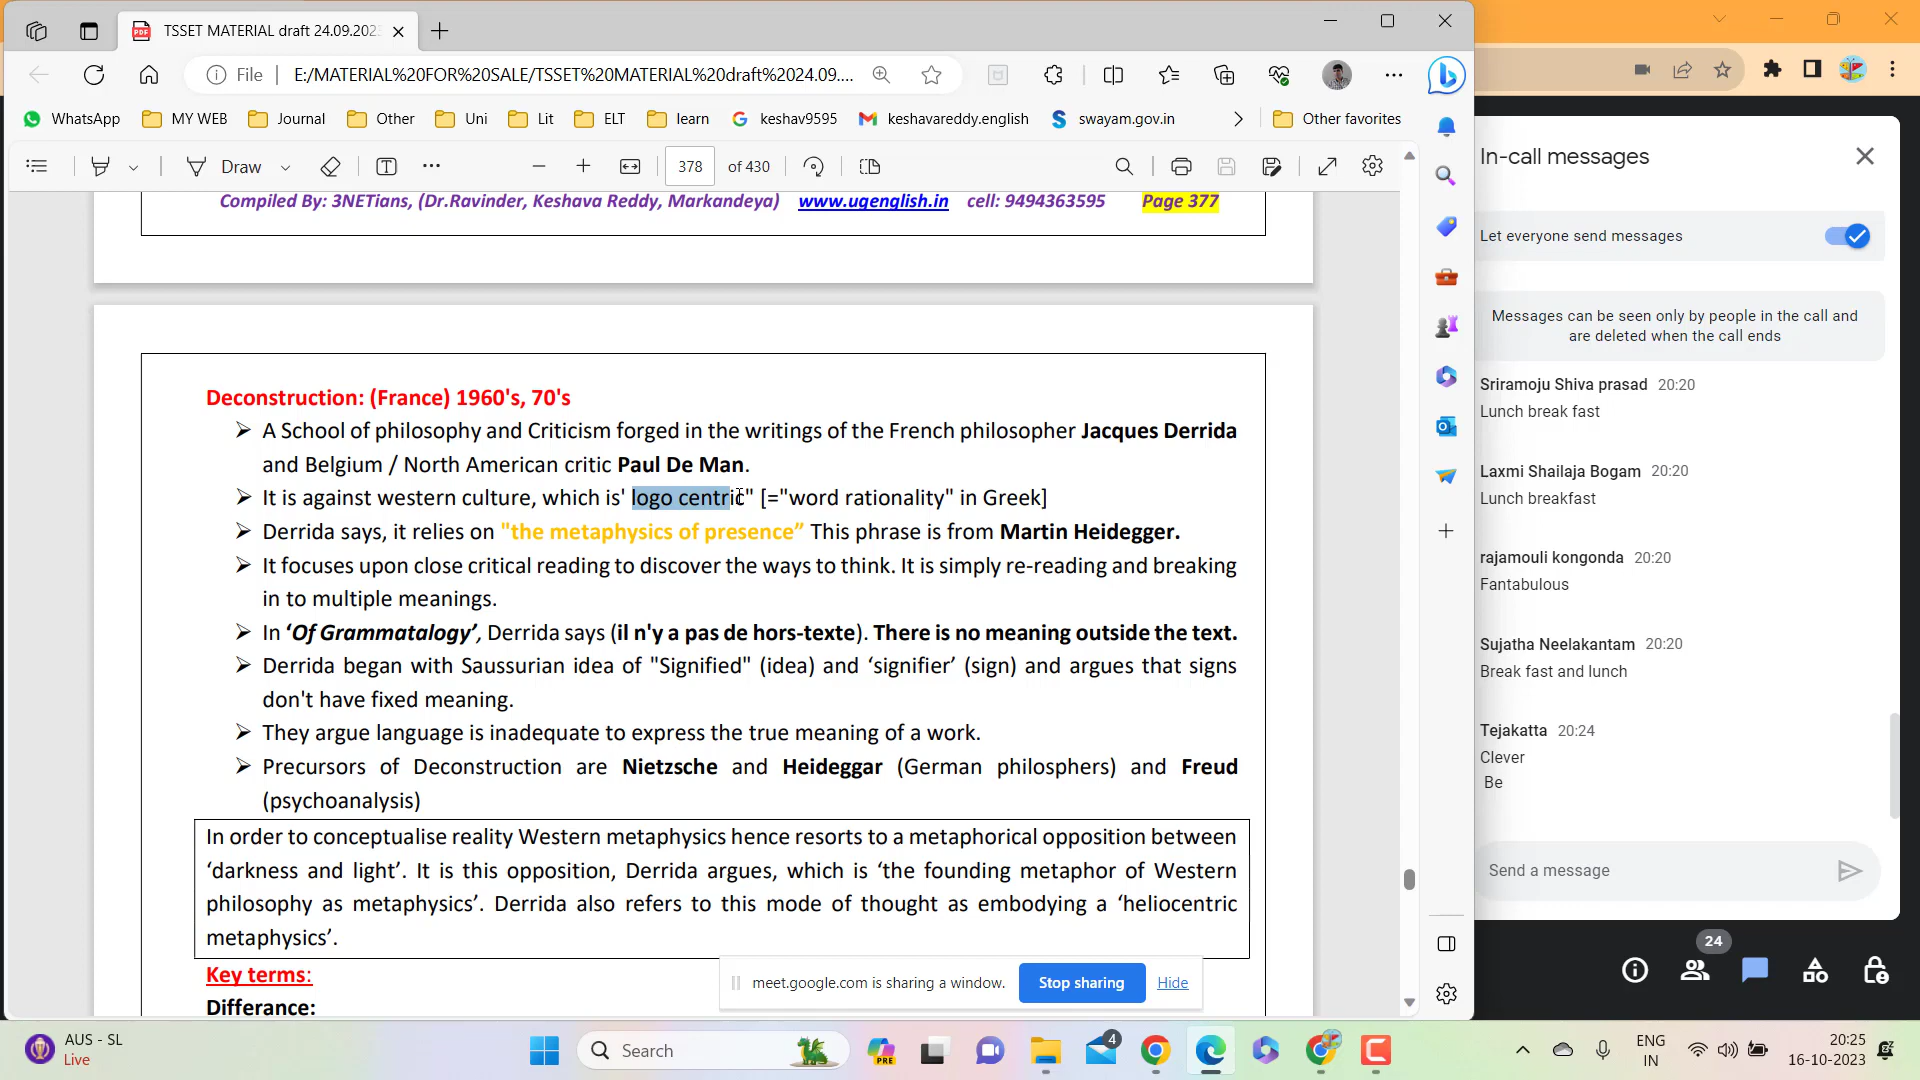 TSSET MATERIAL draft 24.09.202
File
E:/MATERIAL%20FOR%20SALE/TSSET%20MATERIAL%20draft%2024.09....
WhatsApp
MY WEB
Journal
Other
Uni
Lit
ELT
learn
keshav9595
keshavareddy.english
swayam.gov.in
Other favorites
Draw
378
of 430
Compiled By: 3NETians, (Dr.Ravinder, Keshava Reddy, Markandeya) www.ugenglish.in cell: 9494363595 Page 377
Deconstruction: (France) 1960's, 70's
➢ A School of philosophy and Criticism forged in the writings of the French philosopher Jacques Derrida
and Belgium / North American critic Paul De Man.
➢ It is against western culture, which is' logo centric" [="word rationality" in Greek]
➢ Derrida says, it relies on "the metaphysics of presence” This phrase is from Martin Heidegger.
➢ It focuses upon close critical reading to discover the ways to think. It is simply re-reading and breaking
in to multiple meanings.
➢ In ‘Of Grammatalogy’, Derrida says (il n'y a pas de hors-texte). There is no meaning outside the text.
➢ Derrida began with Saussurian idea of "Signified" (idea) and ‘signifier’ (sign) and argues that signs
don't have fixed meaning.
➢ They argue language is inadequate to express the true meaning of a work.
➢ Precursors of Deconstruction are Nietzsche and Heideggar (German philosphers) and Freud
(psychoanalysis)
In order to conceptualise reality Western metaphysics hence resorts to a metaphorical opposition between
‘darkness and light’. It is this opposition, Derrida argues, which is ‘the founding metaphor of Western
philosophy as metaphysics’. Derrida also refers to this mode of thought as embodying a ‘heliocentric
metaphysics’.
Key terms:
Differance:
meet.google.com is sharing a window.
Stop sharing
Hide
In-call messages
Let everyone send messages
Messages can be seen only by people in the call and
are deleted when the call ends
Sriramoju Shiva prasad 20:20
Lunch break fast
Laxmi Shailaja Bogam 20:20
Lunch breakfast
rajamouli kongonda 20:20
Fantabulous
Sujatha Neelakantam 20:20
Break fast and lunch
Tejakatta 20:24
Clever
Be
Send a message
24
AUS - SL
Live
Search
PRE
4
ENG
IN
20:25
16-10-2023